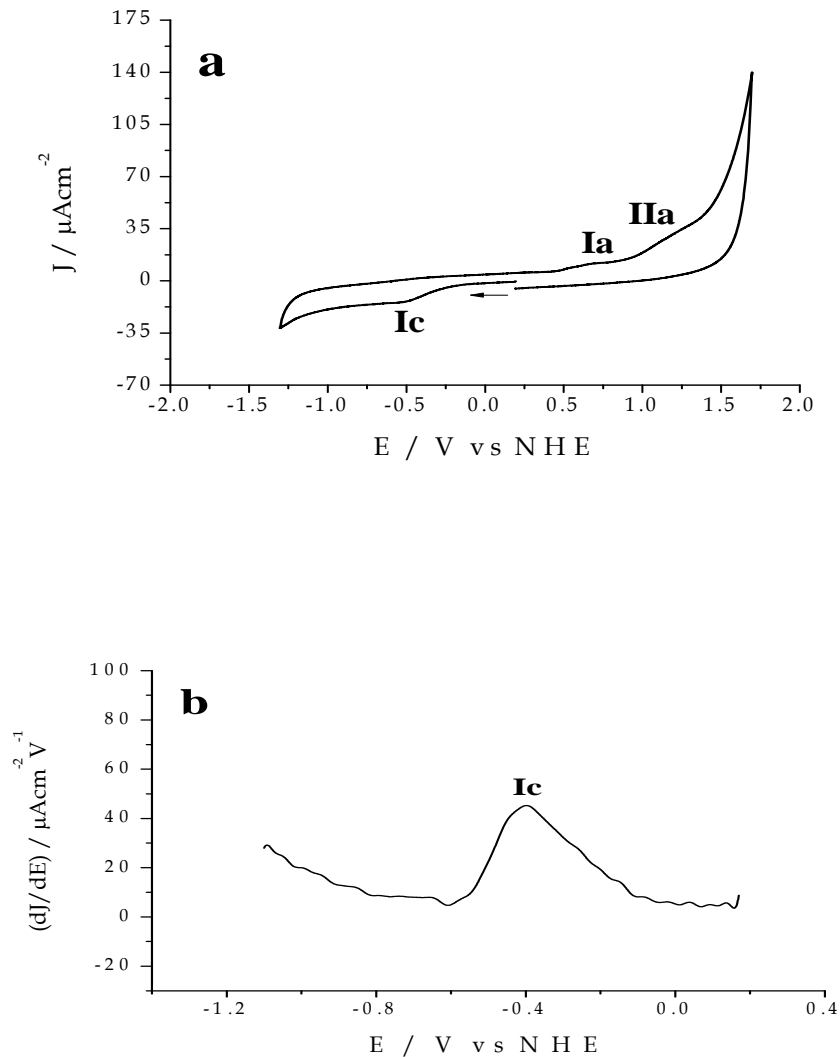 175
a
140
105
J / μAcm-2
70
IIa
35
Ia
0
Ic
-35
-70
-2.0 -1.5 -1.0 -0.5 0.0 0.5 1.0 1.5 2.0
E / V vs NHE
100
b
80
(dJ/dE) / μAcm-2 V-1
60
Ic
40
20
0
-20
-1.2 -0.8 -0.4 0.0 0.4
E / V vs NHE